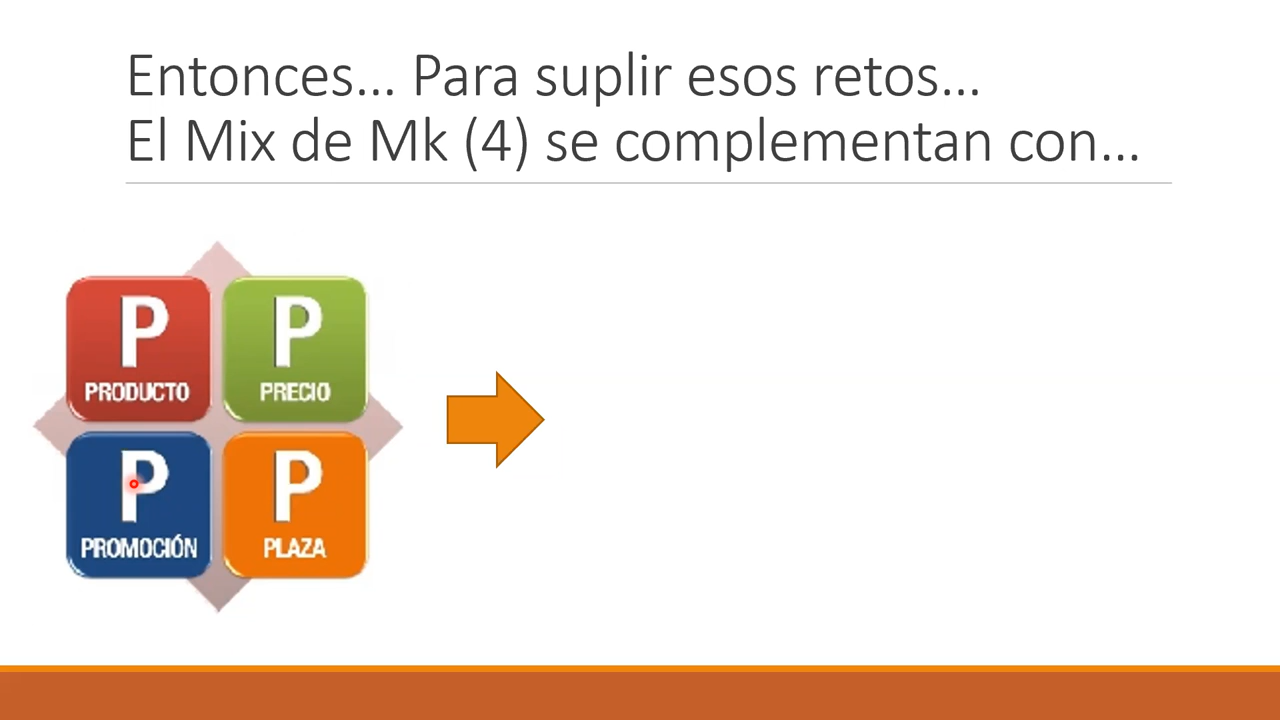 Entonces… Para suplir esos retos…
El Mix de Mk (4) se complementan con…
P
PRODUCTO
P
PRECIO
P
PROMOCIÓN
P
PLAZA